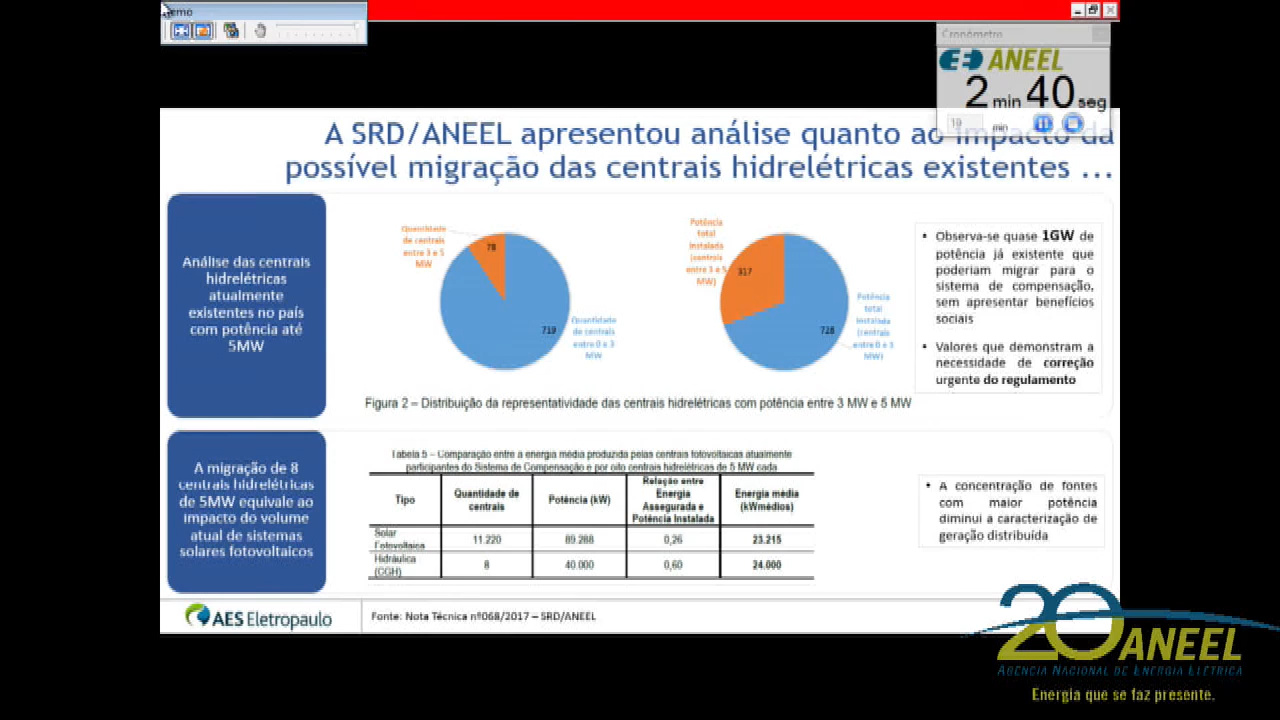 emo
Cronômetro
ANEEL
2 min 40 seg
10 min
A SRD/ANEEL apresentou análise quanto ao impacto da
possível migração das centrais hidrelétricas existentes ...
Análise das centrais
hidrelétricas
atualmente
existentes no país
com potência até
5MW
Quantidade
de centrais
entre 3 e 5
MW
78
719
Quantidade
de centrais
entre 0 e 3
MW
Potência
total
Instalada
(centrais
entre 3 e 5
MW)
317
728
Potência
total
Instalada
(centrais
entre 0 e 3
MW)
• Observa-se quase 1GW de
potência já existente que
poderiam migrar para o
sistema de compensação,
sem apresentar benefícios
sociais
• Valores que demonstram a
necessidade de correção
urgente do regulamento
Figura 2 – Distribuição da representatividade das centrais hidrelétricas com potência entre 3 MW e 5 MW
A migração de 8
centrais hidrelétricas
de 5MW equivale ao
impacto do volume
atual de sistemas
solares fotovoltaicos
Tabela 5 – Comparação entre a energia média produzida pelas centrais fotovoltaicas atualmente
participantes do Sistema de Compensação e por oito centrais hidrelétricas de 5 MW cada
Tipo
Quantidade de
centrais
Potência (kW)
Relação entre
Energia
Assegurada e
Potência Instalada
Energia média
(kWmédios)
Solar
Fotovoltaica
11.220
89.288
0,26
23.215
Hidráulica
(CGH)
8
40.000
0,60
24.000
• A concentração de fontes
com maior potência
diminui a caracterização de
geração distribuída
AES Eletropaulo
Fonte: Nota Técnica nº068/2017 – SRD/ANEEL
20 ANEEL
AGÊNCIA NACIONAL DE ENERGIA ELÉTRICA
Energia que se faz presente.